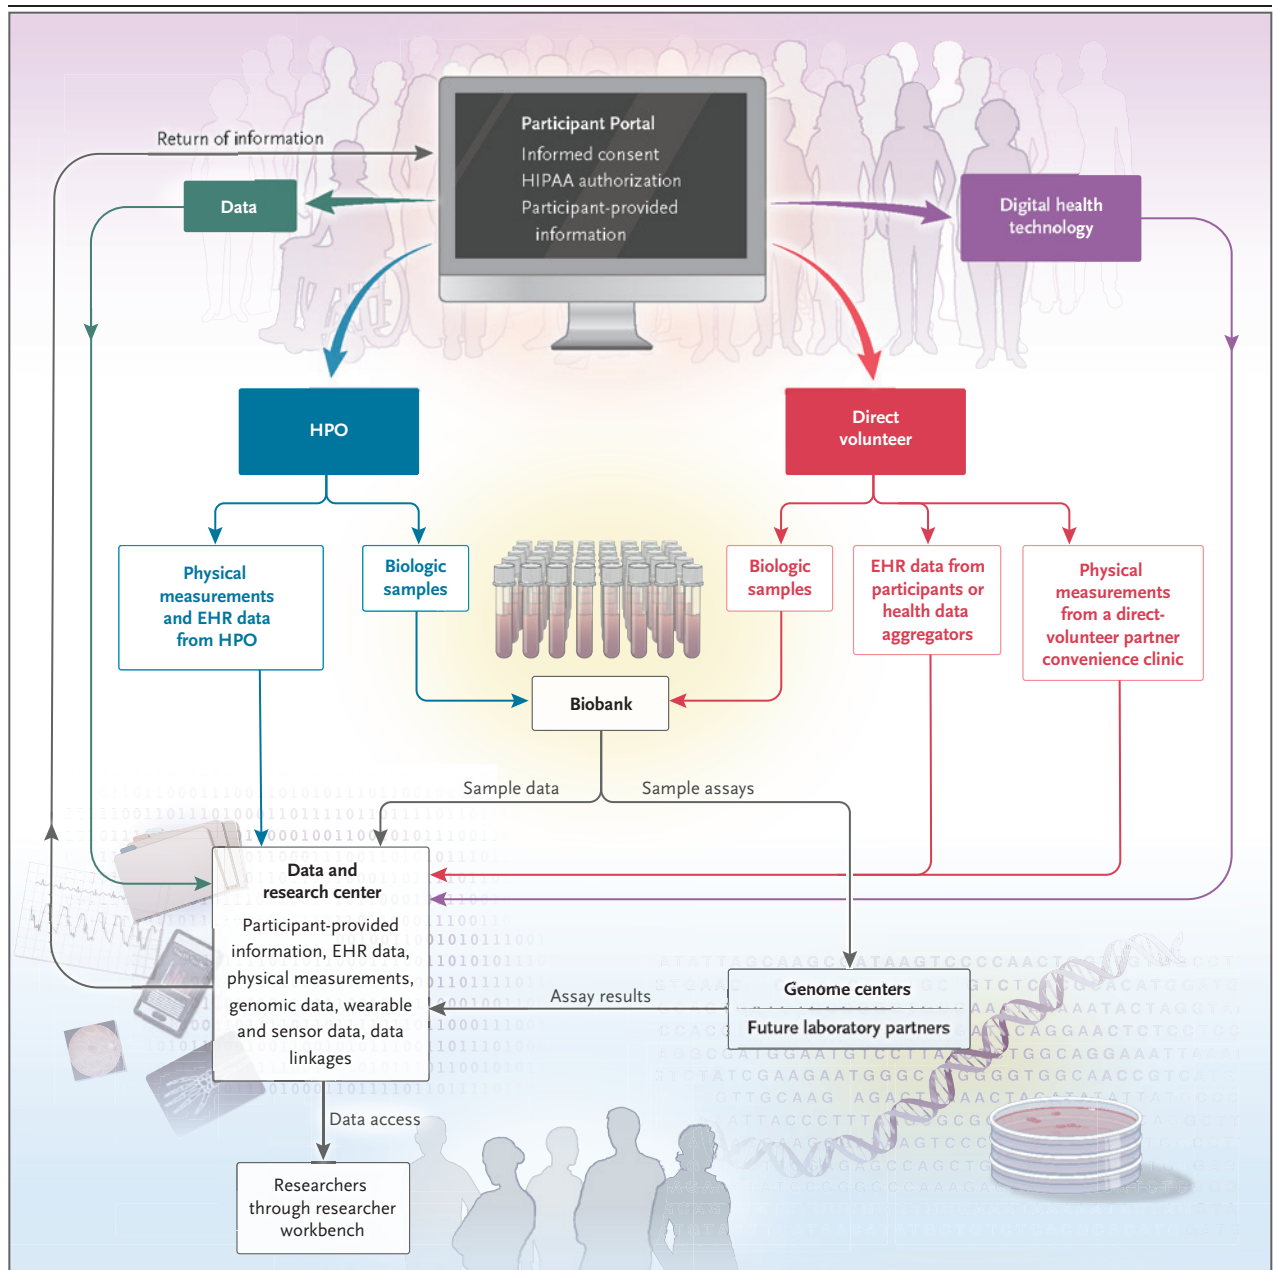 Participant Portal
Informed consent
HIPAA authorization
Participant-provided
information
Return of information
Data
Digital health
technology
HPO
Direct
volunteer
Physical
measurements
and EHR data
from HPO
Biologic
samples
Biologic
samples
EHR data from
participants or
health data
aggregators
Physical
measurements
from a direct-
volunteer partner
convenience clinic
Biobank
Sample data
Sample assays
Data and
research center
Participant-provided
information, EHR data,
physical measurements,
genomic data, wearable
and sensor data, data
linkages
Assay results
Genome centers
Future laboratory partners
Data access
Researchers
through researcher
workbench